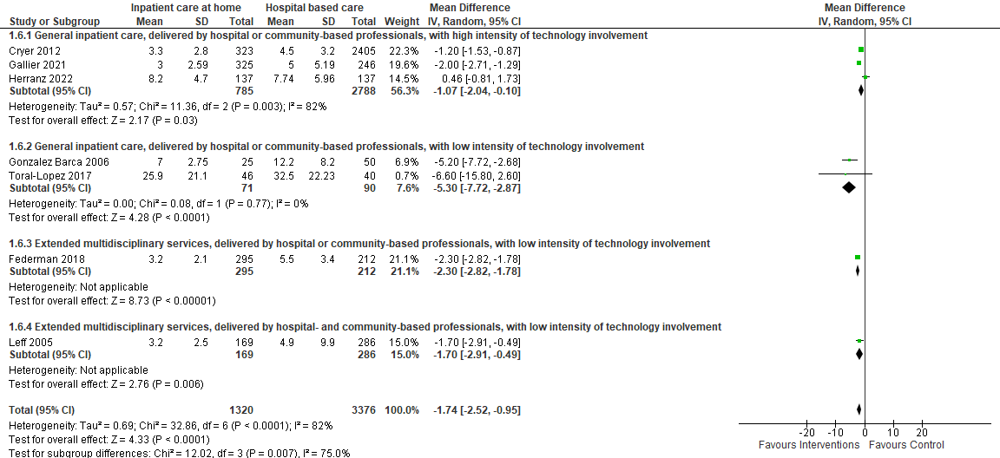 Inpatient care at home Hospital based care Mean Difference Mean Difference
Study or Subgroup Mean SD Total Mean SD Total Weight IV, Random, 95% CI IV, Random, 95% CI
1.6.1 General inpatient care, delivered by hospital or community-based professionals, with high intensity of technology involvement
Cryer 2012 3.3 2.8 323 4.5 3.2 2405 22.3% -1.20 [-1.53, -0.87]
Gallier 2021 3 2.59 325 5 5.19 246 19.6% -2.00 [-2.71, -1.29]
Herranz 2022 8.2 4.7 137 7.74 5.96 137 14.5% 0.46 [-0.81, 1.73]
Subtotal (95% CI) 785 2788 56.3% -1.07 [-2.04, -0.10]
Heterogeneity: Tau² = 0.57; Chi² = 11.36, df = 2 (P = 0.003); I² = 82%
Test for overall effect: Z = 2.17 (P = 0.03)
1.6.2 General inpatient care, delivered by hospital or community-based professionals, with low intensity of technology involvement
Gonzalez Barca 2006 7 2.75 25 12.2 8.2 50 6.9% -5.20 [-7.72, -2.68]
Toral-Lopez 2017 25.9 21.1 46 32.5 22.23 40 0.7% -6.60 [-15.80, 2.60]
Subtotal (95% CI) 71 90 7.6% -5.30 [-7.72, -2.87]
Heterogeneity: Tau² = 0.00; Chi² = 0.08, df = 1 (P = 0.77); I² = 0%
Test for overall effect: Z = 4.28 (P < 0.0001)
1.6.3 Extended multidisciplinary services, delivered by hospital or community-based professionals, with low intensity of technology involvement
Federman 2018 3.2 2.1 295 5.5 3.4 212 21.1% -2.30 [-2.82, -1.78]
Subtotal (95% CI) 295 212 21.1% -2.30 [-2.82, -1.78]
Heterogeneity: Not applicable
Test for overall effect: Z = 8.73 (P < 0.00001)
1.6.4 Extended multidisciplinary services, delivered by hospital- and community-based professionals, with low intensity of technology involvement
Leff 2005 3.2 2.5 169 4.9 9.9 286 15.0% -1.70 [-2.91, -0.49]
Subtotal (95% CI) 169 286 15.0% -1.70 [-2.91, -0.49]
Heterogeneity: Not applicable
Test for overall effect: Z = 2.76 (P = 0.006)
Total (95% CI) 1320 3376 100.0% -1.74 [-2.52, -0.95]
Heterogeneity: Tau² = 0.69; Chi² = 32.86, df = 6 (P < 0.0001); I² = 82%
Test for overall effect: Z = 4.33 (P < 0.0001)
Test for subgroup differences: Chi² = 12.02, df = 3 (P = 0.007), I² = 75.0%
-20 -10 0 10 20
Favours Interventions Favours Control